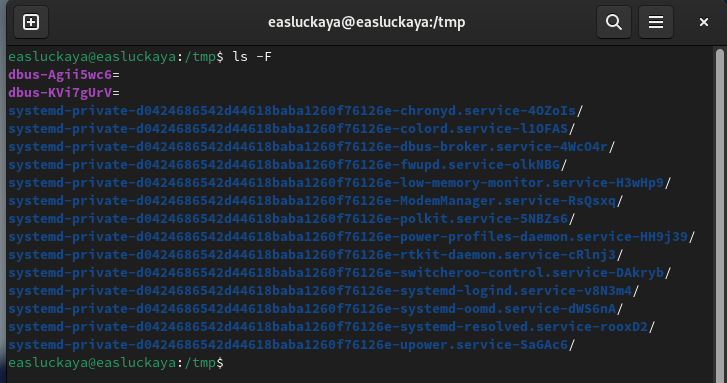 easluckaya@easluckaya:/tmp
easluckaya@easluckaya:/tmp$ ls -F
dbus-Agii5wc6=
dbus-KVi7gUrV=
systemd-private-d0424686542d44618baba1260f76126e-chronyd.service-4OZoIs/
systemd-private-d0424686542d44618baba1260f76126e-colord.service-l1OFAS/
systemd-private-d0424686542d44618baba1260f76126e-dbus-broker.service-4WcO4r/
systemd-private-d0424686542d44618baba1260f76126e-fwupd.service-olkNBG/
systemd-private-d0424686542d44618baba1260f76126e-low-memory-monitor.service-H3wHp9/
systemd-private-d0424686542d44618baba1260f76126e-ModemManager.service-RsQsxq/
systemd-private-d0424686542d44618baba1260f76126e-polkit.service-5NBZs6/
systemd-private-d0424686542d44618baba1260f76126e-power-profiles-daemon.service-HH9j39/
systemd-private-d0424686542d44618baba1260f76126e-rtkit-daemon.service-cRlnj3/
systemd-private-d0424686542d44618baba1260f76126e-switcheroo-control.service-DAkryb/
systemd-private-d0424686542d44618baba1260f76126e-systemd-logind.service-v8N3m4/
systemd-private-d0424686542d44618baba1260f76126e-systemd-oomd.service-dWS6nA/
systemd-private-d0424686542d44618baba1260f76126e-systemd-resolved.service-rooxD2/
systemd-private-d0424686542d44618baba1260f76126e-upower.service-SaGAc6/
easluckaya@easluckaya:/tmp$